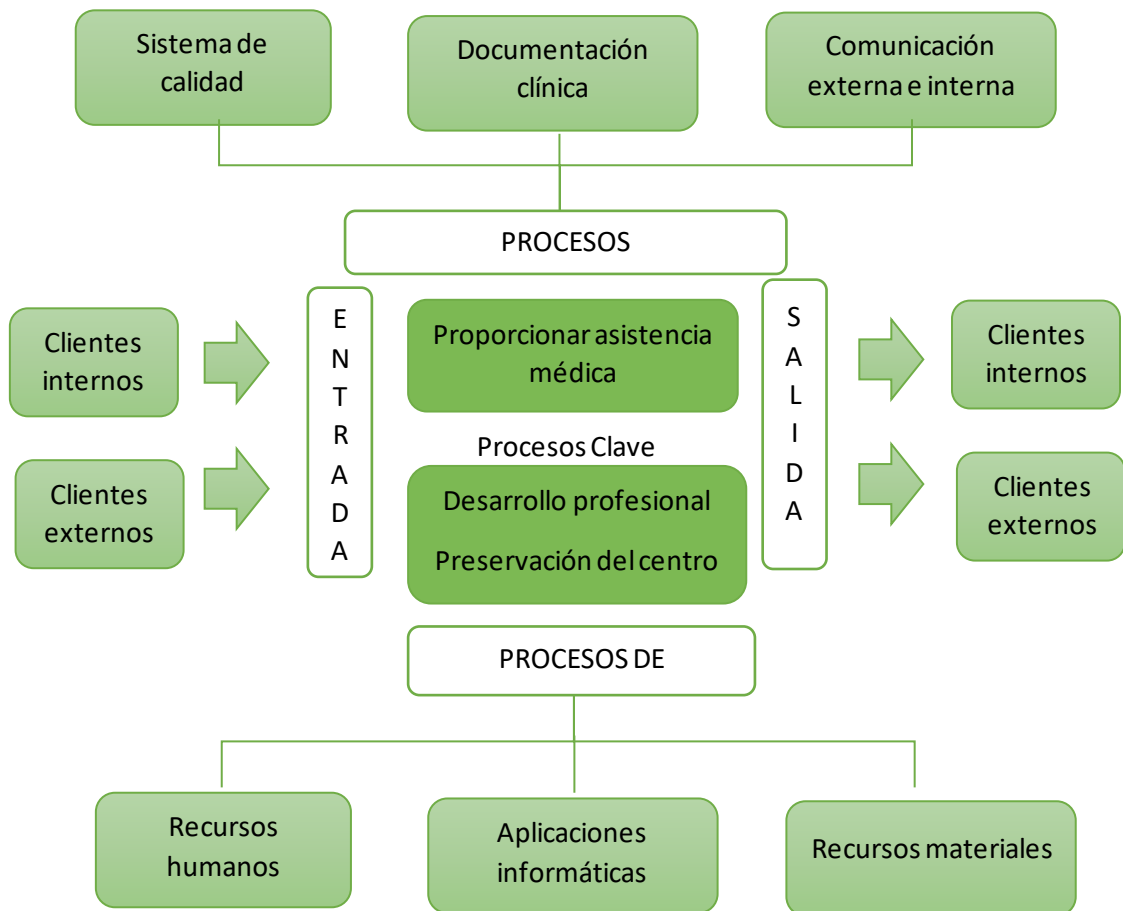 Sistema de
calidad
Documentación
clínica
Comunicación
externa e interna
PROCESOS
Clientes
internos
Clientes
externos
E
N
T
R
A
D
A
Proporcionar asistencia
médica
Procesos Clave
Desarrollo profesional
Preservación del centro
S
A
L
I
D
A
Clientes
internos
Clientes
externos
PROCESOS DE
Recursos
humanos
Aplicaciones
informáticas
Recursos materiales